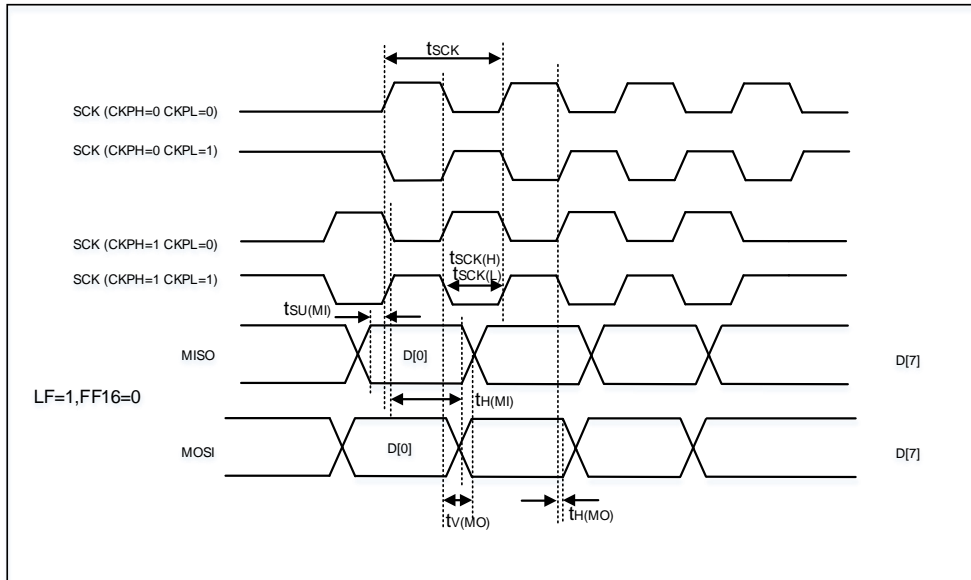 tSCK
SCK (CKPH=0 CKPL=0)
SCK (CKPH=0 CKPL=1)
SCK (CKPH=1 CKPL=0)
tSCK(H)
SCK (CKPH=1 CKPL=1)
tSCK(L)
tSU(MI)
MISO
D[0]
D[7]
LF=1,FF16=0
tH(MI)
MOSI
D[0]
D[7]
tV(MO)
tH(MO)